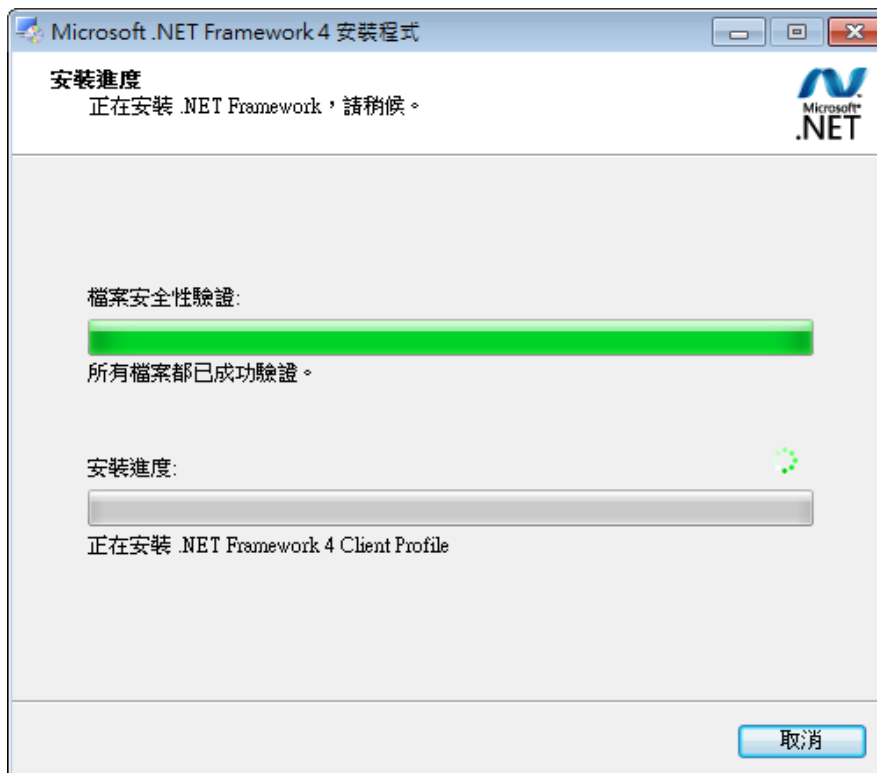 Microsoft .NET Framework 4 安裝程式
安裝進度
正在安裝 .NET Framework，請稍候。
Microsoft®
.NET
檔案安全性驗證:
所有檔案都已成功驗證。
安裝進度:
正在安裝 .NET Framework 4 Client Profile
取消